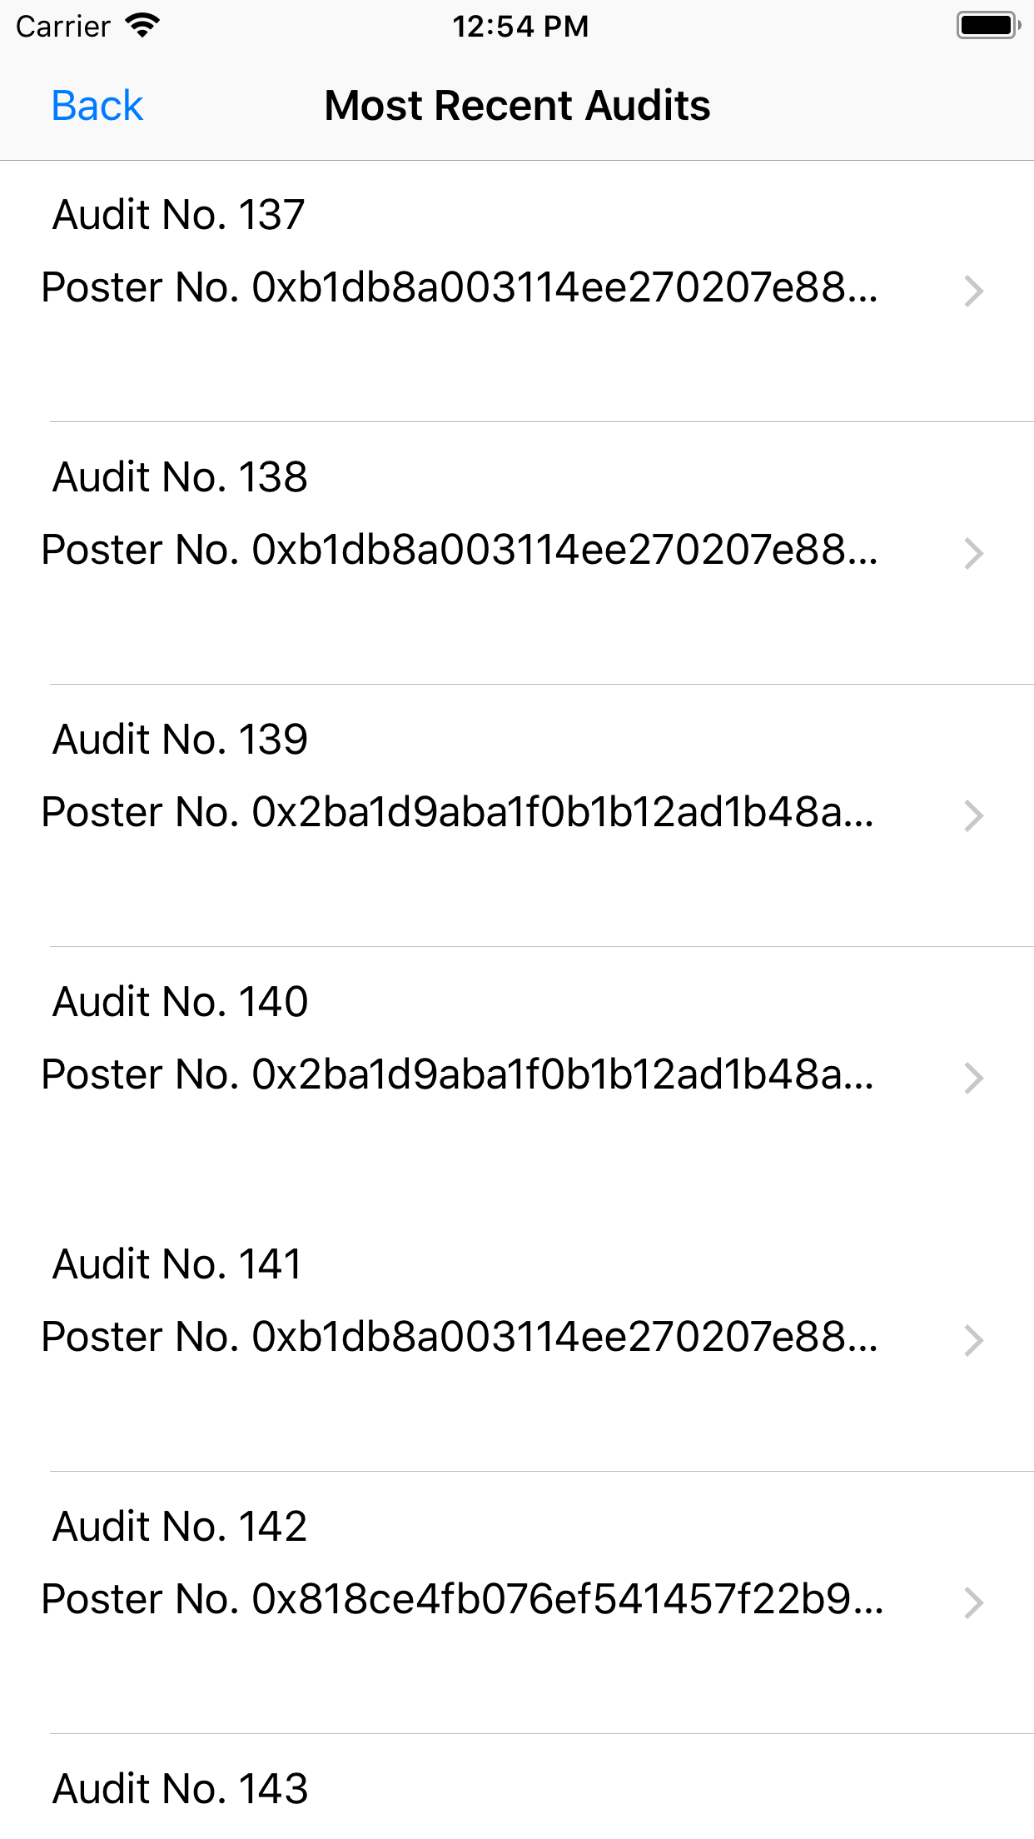 Carrier 12:54 PM
Back Most Recent Audits
Audit No. 137
Poster No. 0xb1db8a003114ee270207e88...
Audit No. 138
Poster No. 0xb1db8a003114ee270207e88...
Audit No. 139
Poster No. 0x2ba1d9aba1f0b1b12ad1b48a...
Audit No. 140
Poster No. 0x2ba1d9aba1f0b1b12ad1b48a...
Audit No. 141
Poster No. 0xb1db8a003114ee270207e88...
Audit No. 142
Poster No. 0x818ce4fb076ef541457f22b9...
Audit No. 143